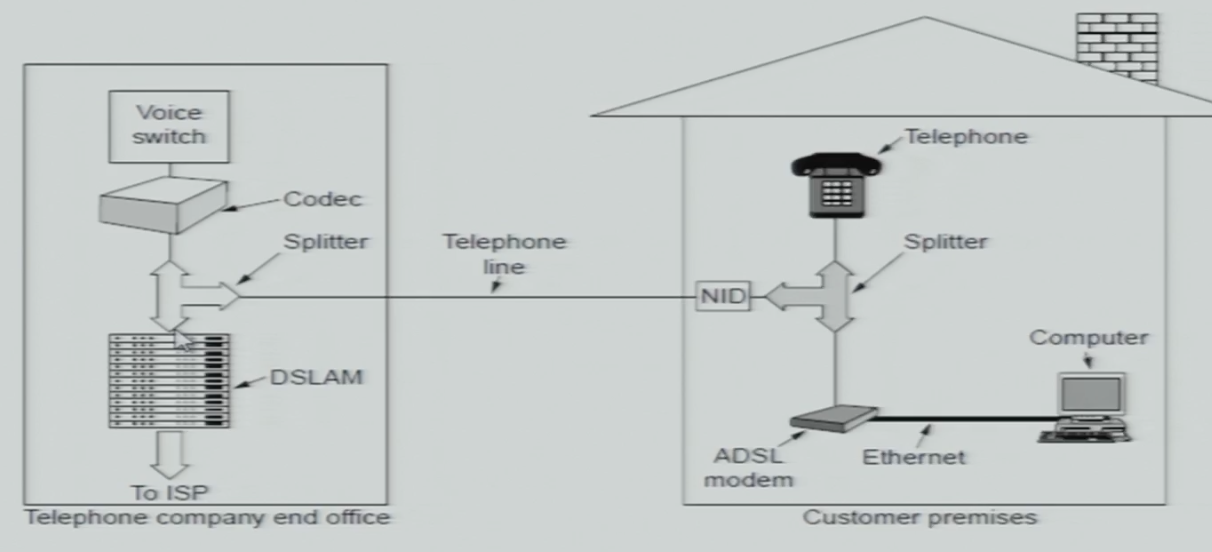 Voice
switch
Codec
Splitter
Telephone
line
DSLAM
To ISP
Telephone company end office
Telephone
Splitter
NID
Computer
ADSL
modem
Ethernet
Customer premises